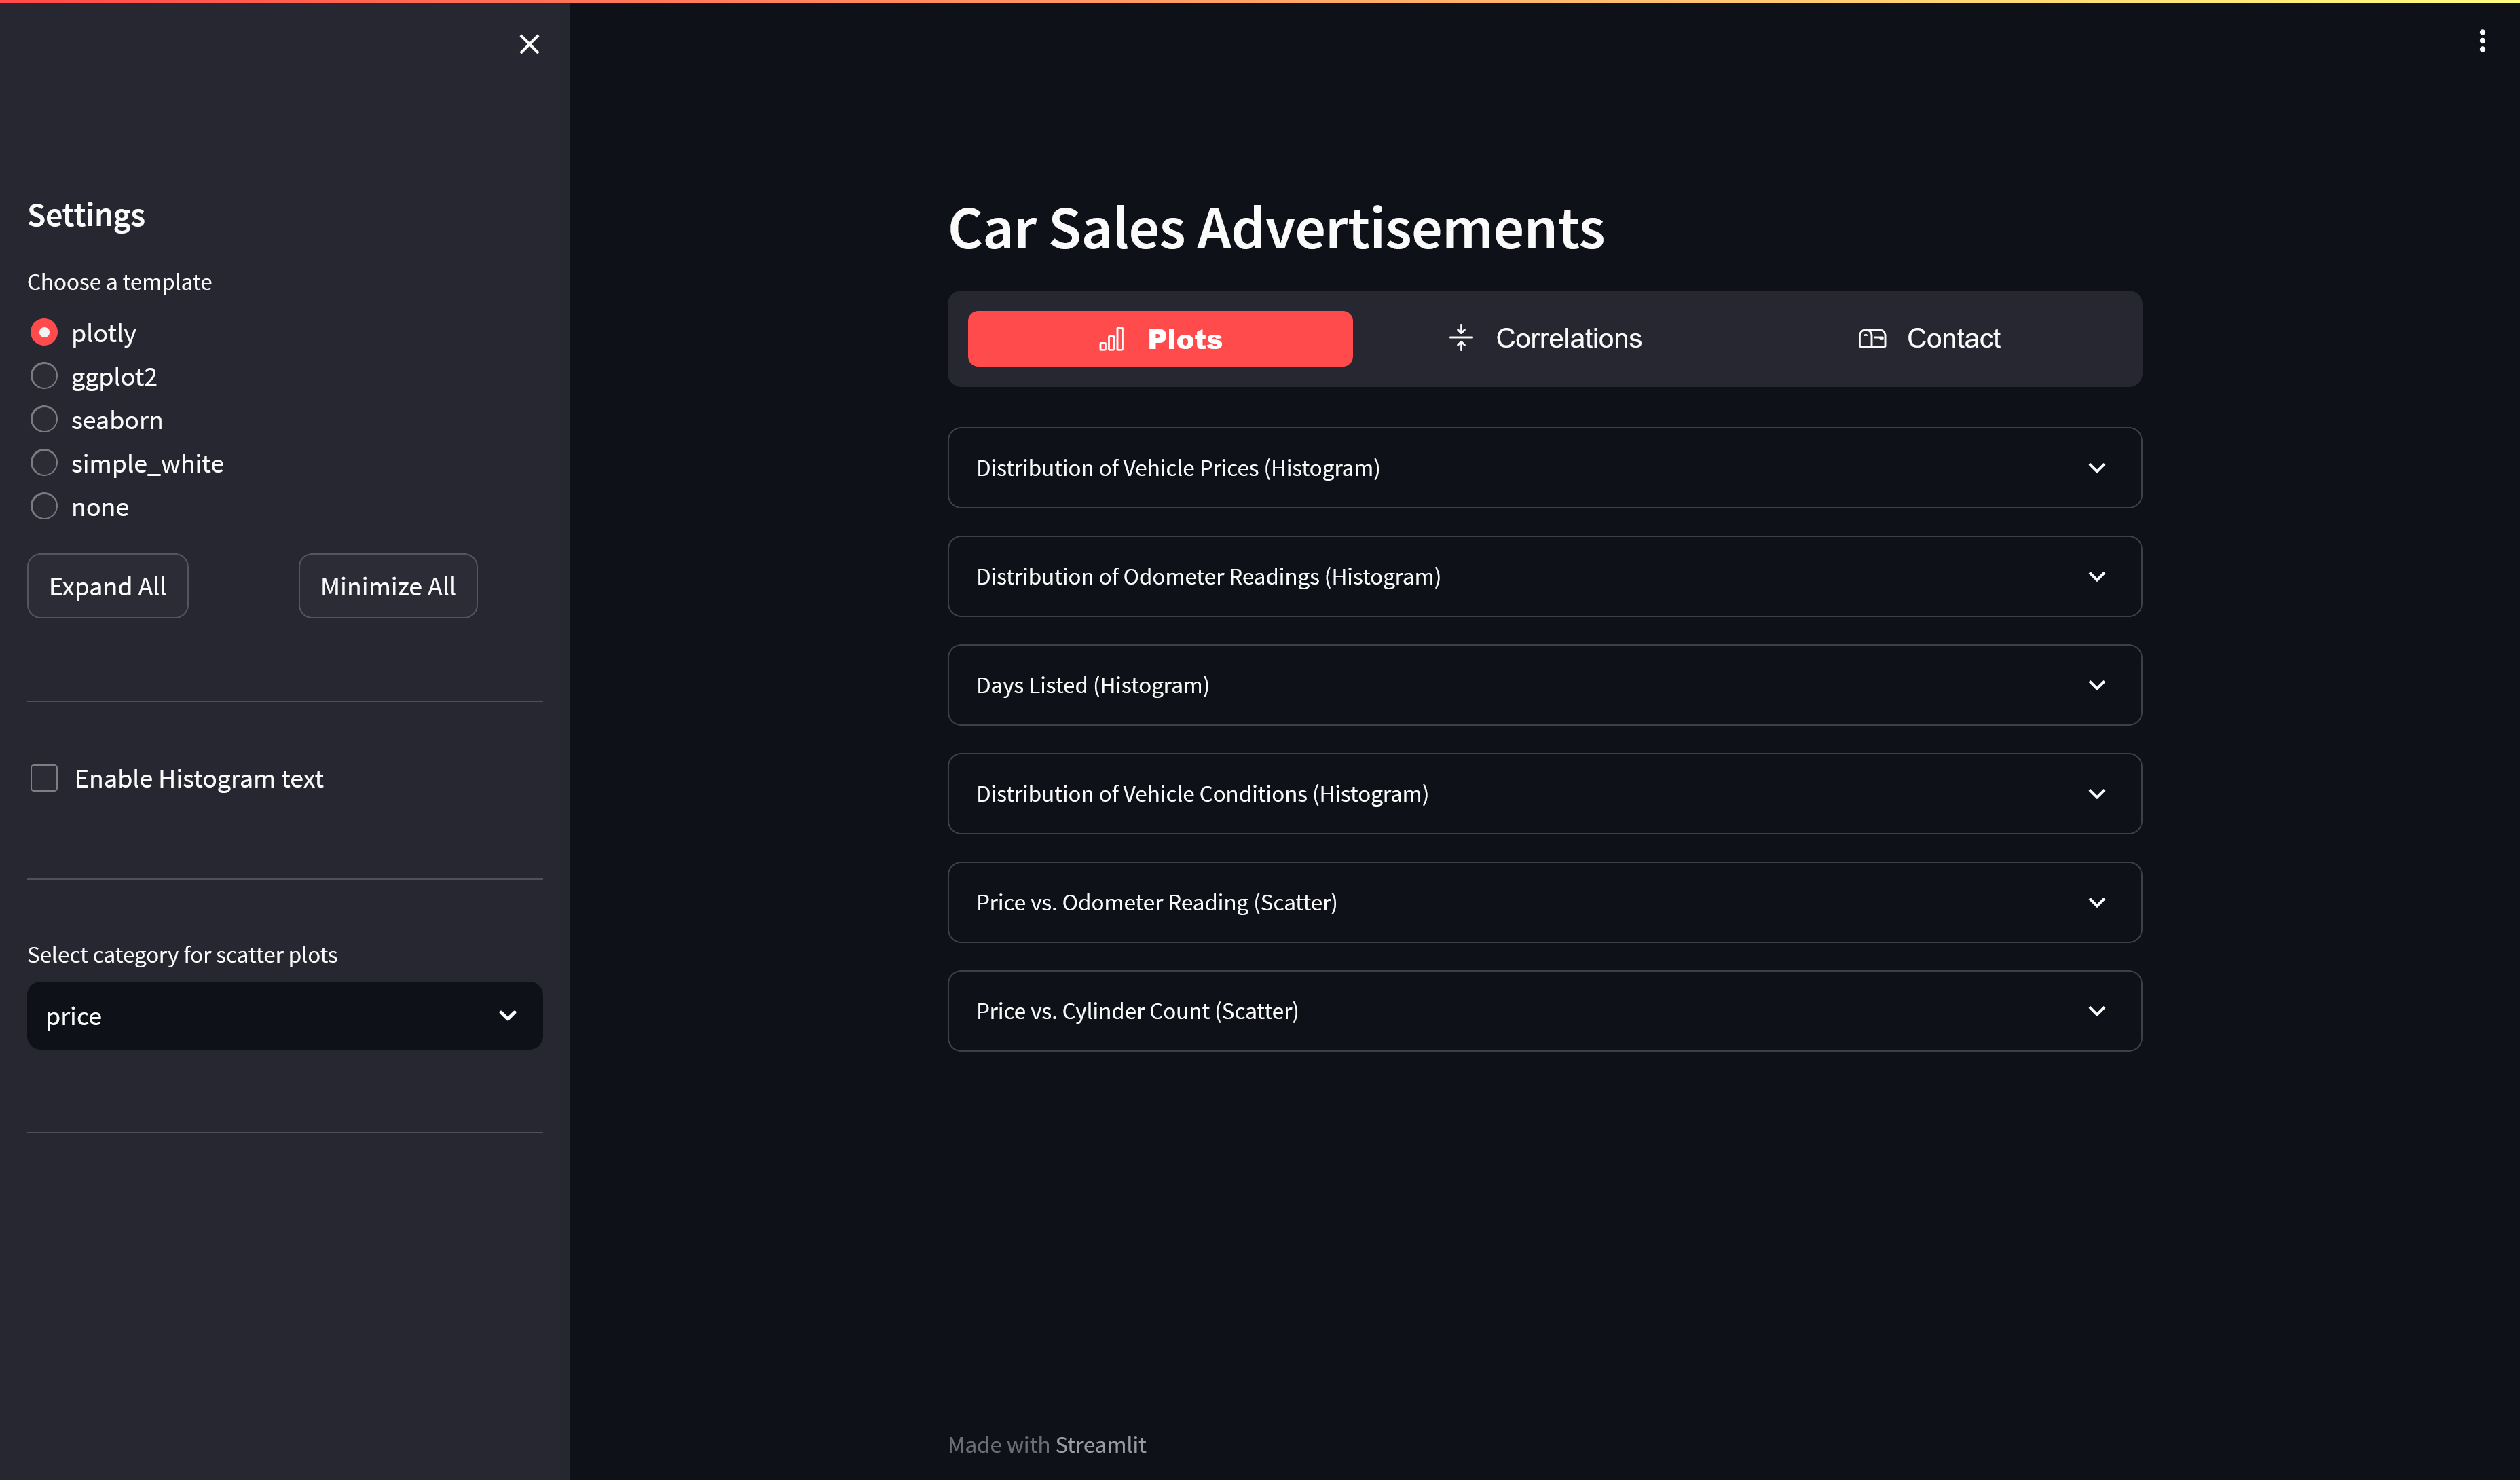 Settings
Choose a template
plotly
ggplot2
seaborn
simple_white
none
Expand All
Minimize All
Enable Histogram text
Select category for scatter plots
price
Car Sales Advertisements
Plots
Correlations
Contact
Distribution of Vehicle Prices (Histogram)
Distribution of Odometer Readings (Histogram)
Days Listed (Histogram)
Distribution of Vehicle Conditions (Histogram)
Price vs. Odometer Reading (Scatter)
Price vs. Cylinder Count (Scatter)
Made with Streamlit